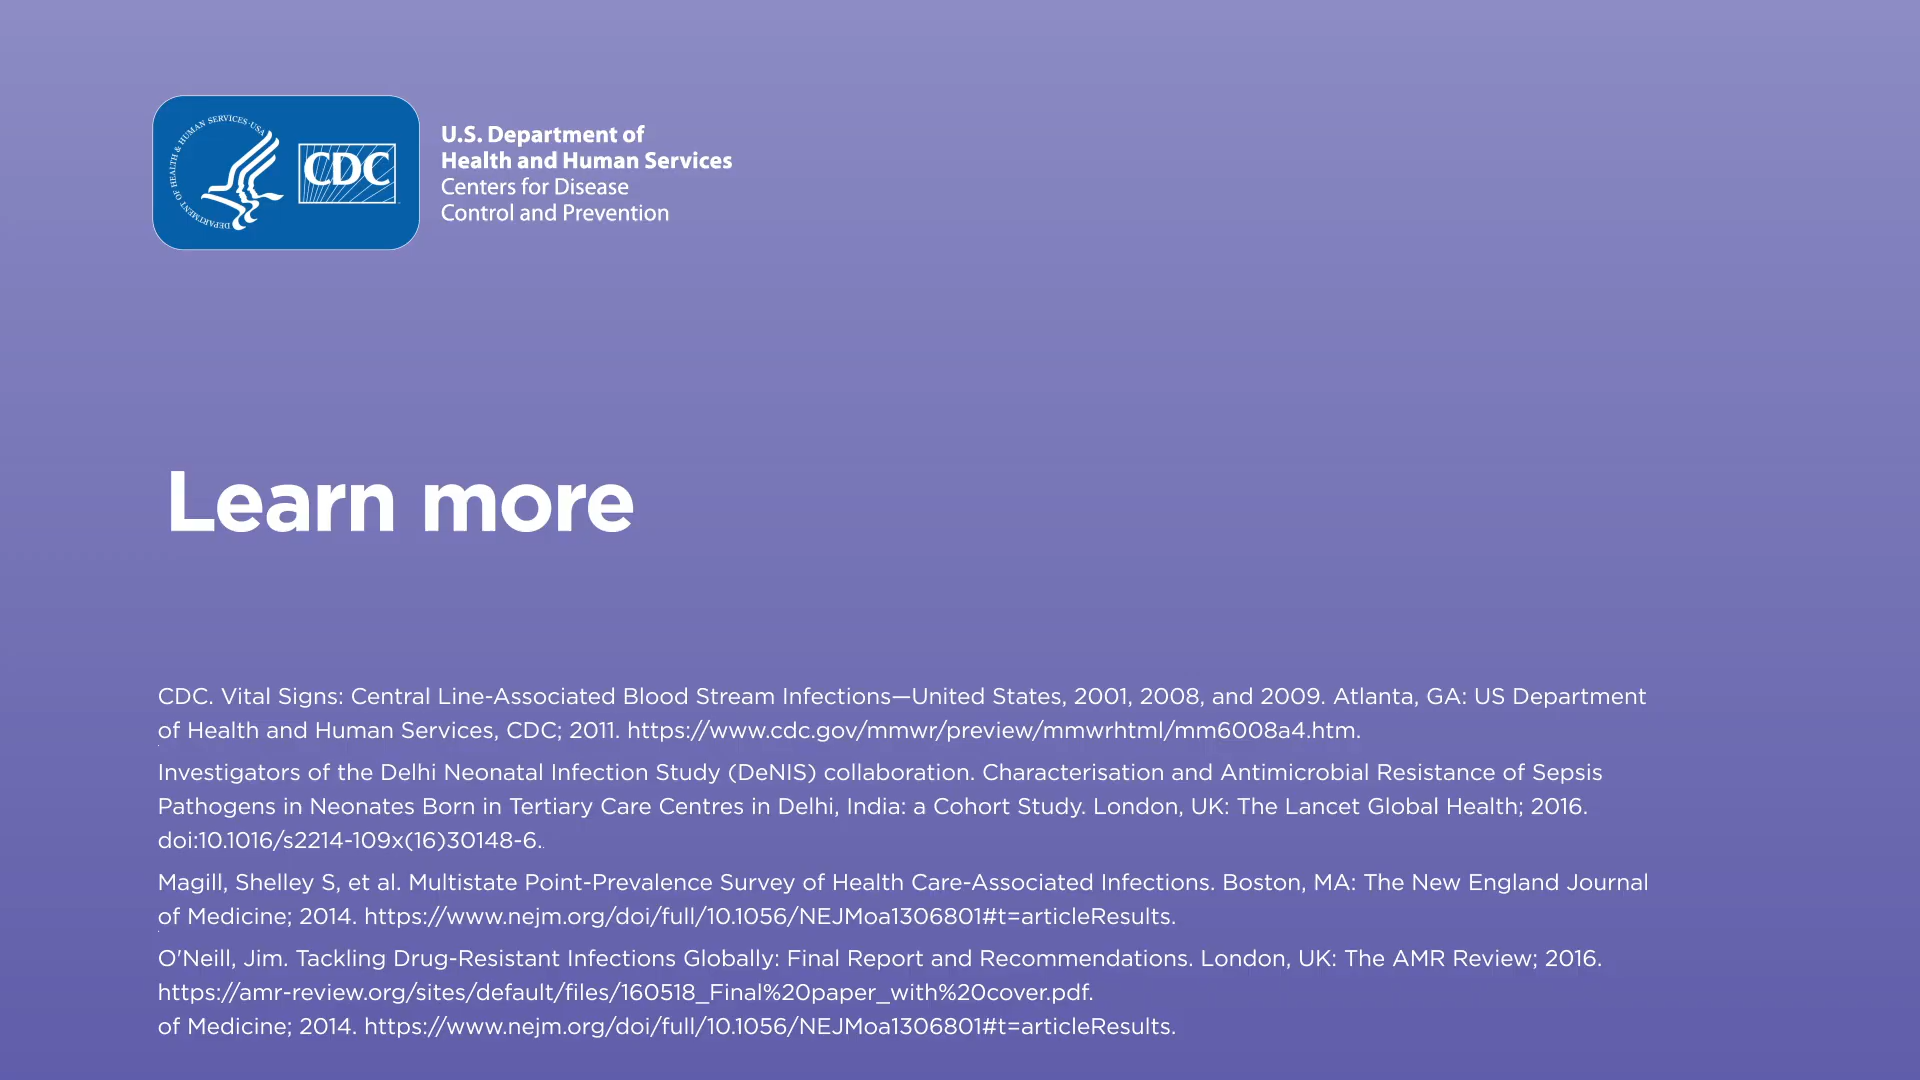 DEPARTMENT OF HEALTH & HUMAN SERVICES·USA
CDC
U.S. Department of
Health and Human Services
Centers for Disease
Control and Prevention
Learn more
CDC. Vital Signs: Central Line-Associated Blood Stream Infections—United States, 2001, 2008, and 2009. Atlanta, GA: US Department
of Health and Human Services, CDC; 2011. https://www.cdc.gov/mmwr/preview/mmwrhtml/mm6008a4.htm.
Investigators of the Delhi Neonatal Infection Study (DeNIS) collaboration. Characterisation and Antimicrobial Resistance of Sepsis
Pathogens in Neonates Born in Tertiary Care Centres in Delhi, India: a Cohort Study. London, UK: The Lancet Global Health; 2016.
doi:10.1016/s2214-109x(16)30148-6.
Magill, Shelley S, et al. Multistate Point-Prevalence Survey of Health Care-Associated Infections. Boston, MA: The New England Journal
of Medicine; 2014. https://www.nejm.org/doi/full/10.1056/NEJMoa1306801#t=articleResults.
O'Neill, Jim. Tackling Drug-Resistant Infections Globally: Final Report and Recommendations. London, UK: The AMR Review; 2016.
https://amr-review.org/sites/default/files/160518_Final%20paper_with%20cover.pdf.
of Medicine; 2014. https://www.nejm.org/doi/full/10.1056/NEJMoa1306801#t=articleResults.